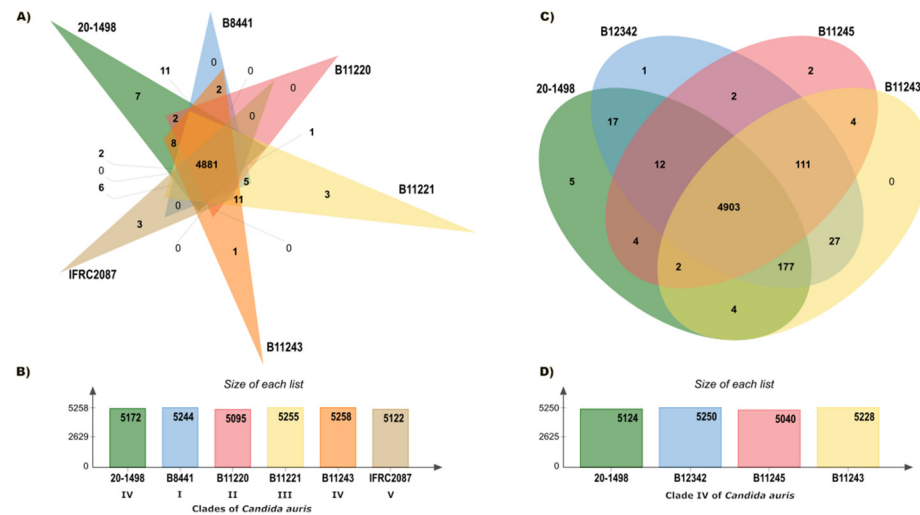 A)
20-1498
B8441
B11220
B11221
B11243
IFRC2087
11
0
0
2
0
7
2
0
1
8
4881
2
0
6
5
3
11
0
3
0
1
0
B)
Size of each list
5258
2629
0
5172
5244
5095
5255
5258
5122
20-1498 B8441 B11220 B11221 B11243 IFRC2087
IV I II III IV V
Clades of Candida auris
C)
B12342
B11245
20-1498
B11243
1
2
2
17
4
12
111
5
0
4903
4
27
2
177
4
D)
Size of each list
5250
2625
0
5124
5250
5040
5228
20-1498 B12342 B11245 B11243
Clade IV of Candida auris